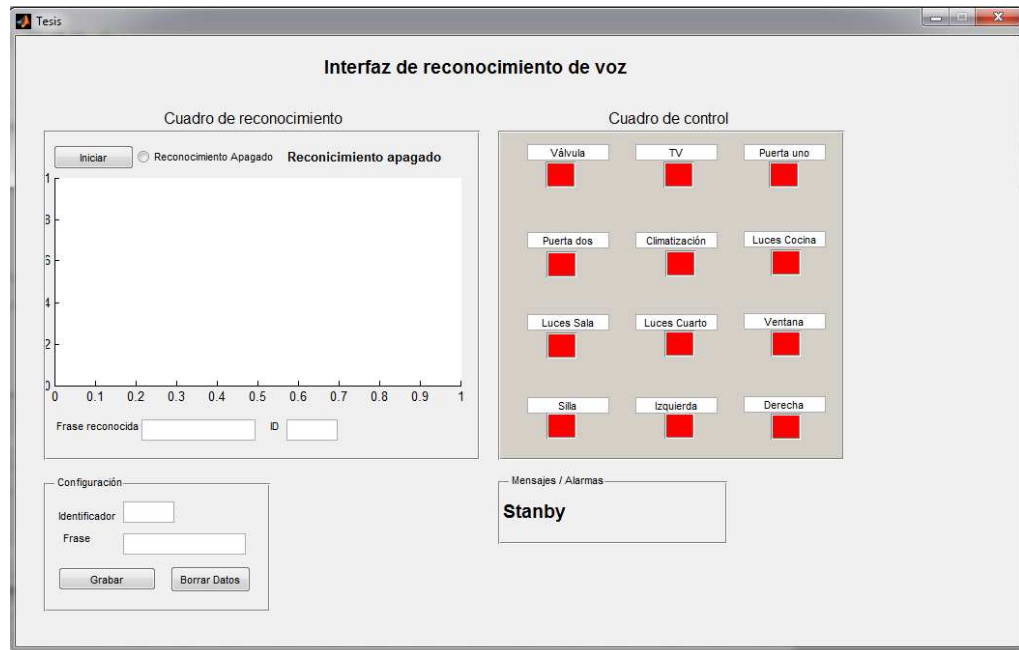 Tesis
Interfaz de reconocimiento de voz
Cuadro de reconocimiento
Iniciar
Reconocimiento Apagado
Reconicimiento apagado
1
8
6
4
2
0
0 0.1 0.2 0.3 0.4 0.5 0.6 0.7 0.8 0.9 1
Frase reconocida
ID
Cuadro de control
Válvula TV Puerta uno
Puerta dos Climatización Luces Cocina
Luces Sala Luces Cuarto Ventana
Silla Izquierda Derecha
Configuración
Identificador
Frase
Grabar Borrar Datos
Mensajes / Alarmas
Stanby